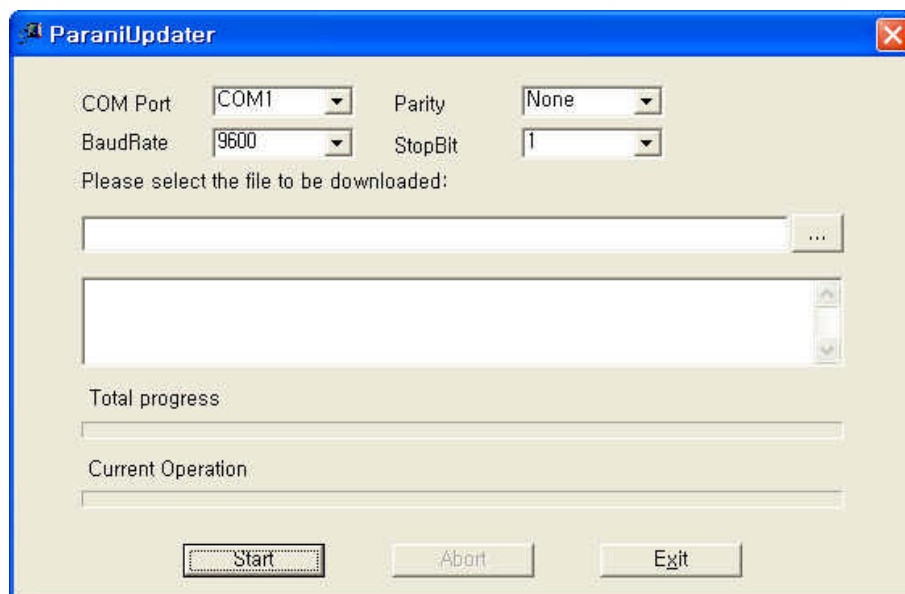 ParaniUpdater
COM Port COM1 Parity None
BaudRate 9600 StopBit 1
Please select the file to be downloaded:
...
Total progress
Current Operation
Start Abort Exit